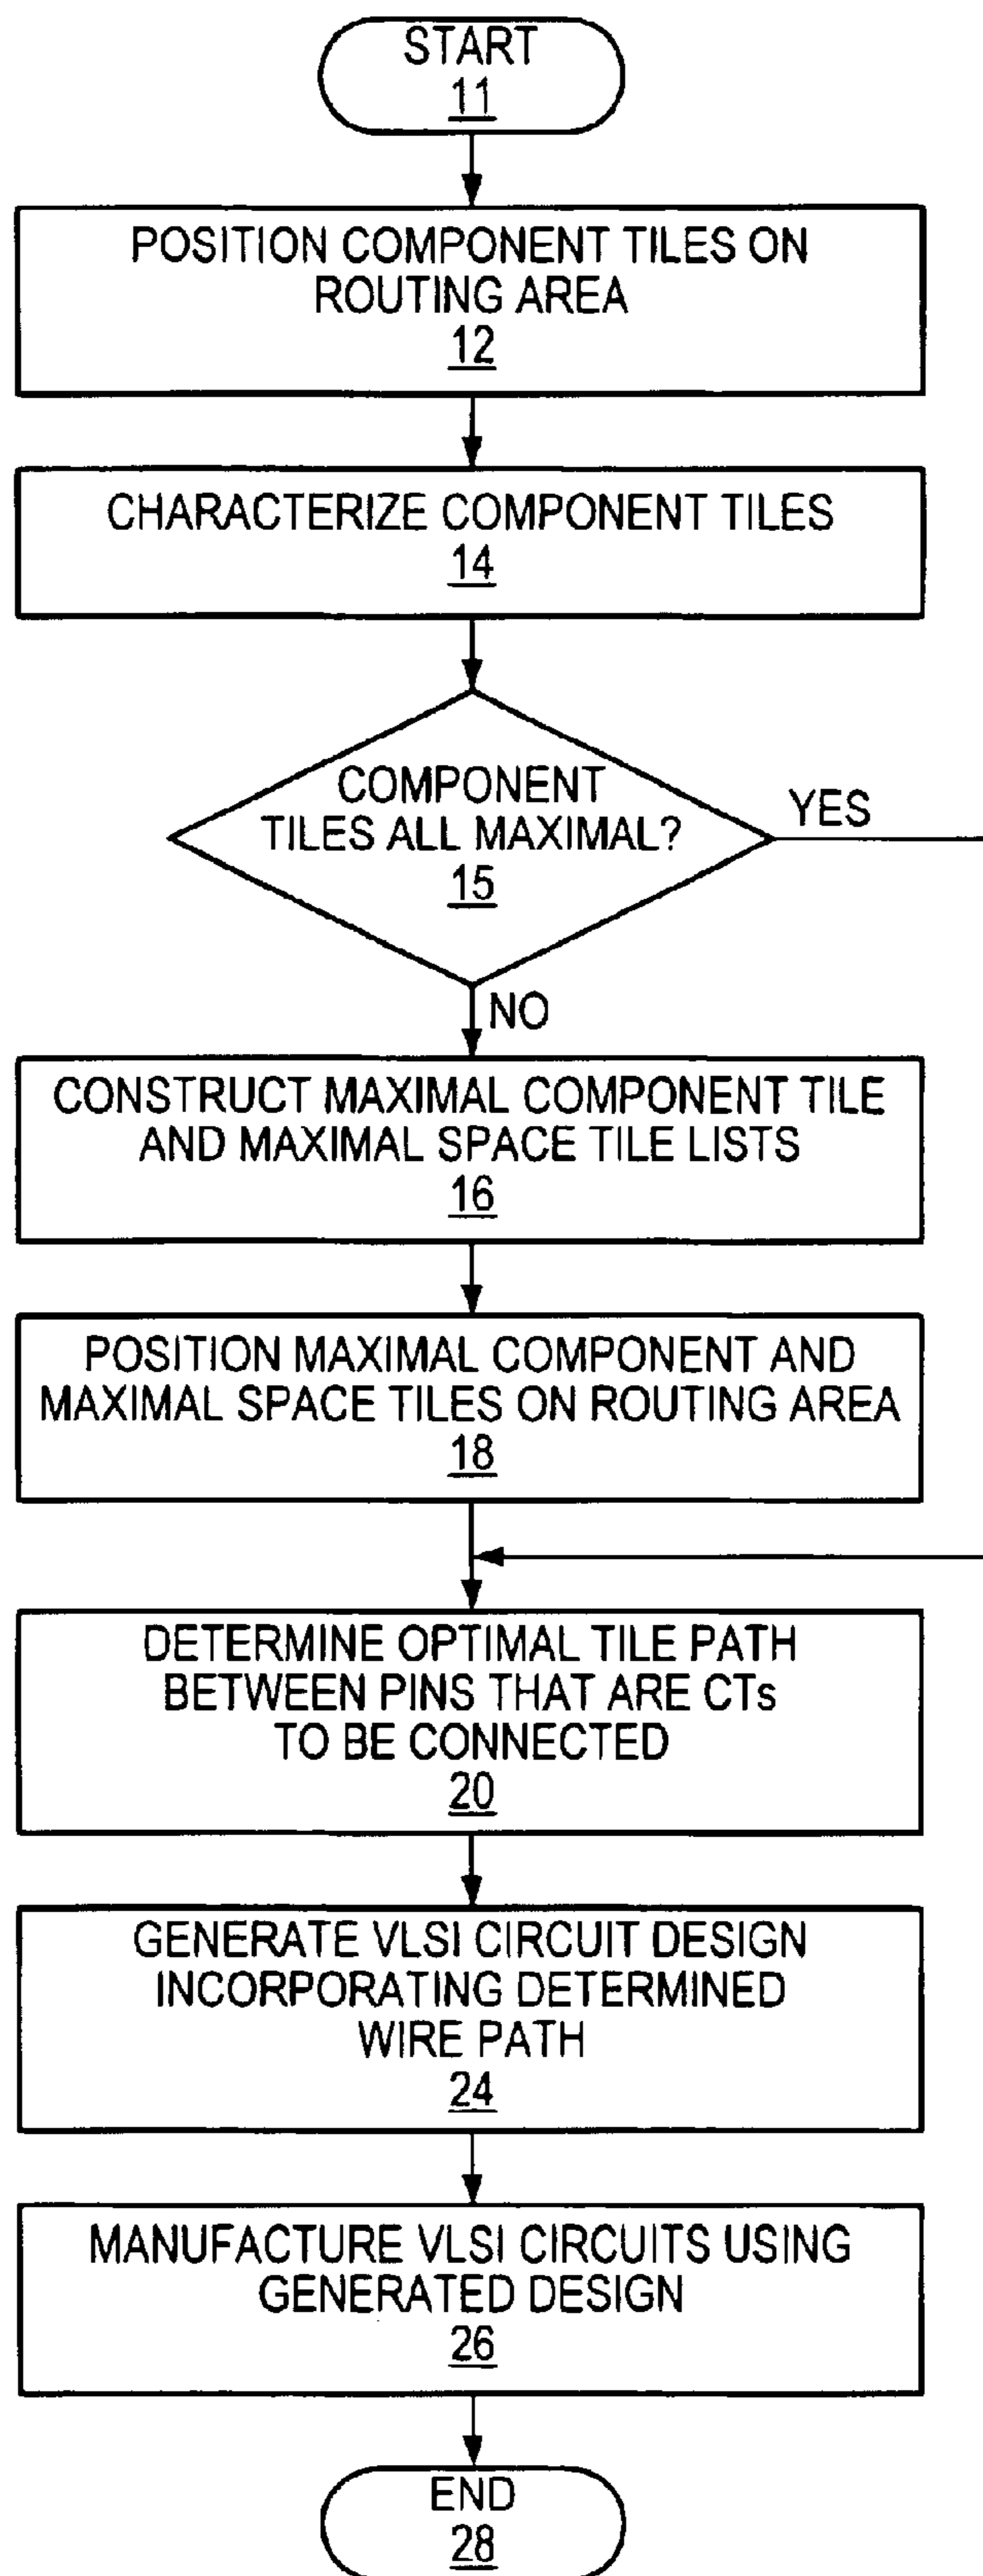 START
11
POSITION COMPONENT TILES ON
ROUTING AREA
12
CHARACTERIZE COMPONENT TILES
14
COMPONENT
TILES ALL MAXIMAL?
15
YES
NO
CONSTRUCT MAXIMAL COMPONENT TILE
AND MAXIMAL SPACE TILE LISTS
16
POSITION MAXIMAL COMPONENT AND
MAXIMAL SPACE TILES ON ROUTING AREA
18
DETERMINE OPTIMAL TILE PATH
BETWEEN PINS THAT ARE CTs
TO BE CONNECTED
20
GENERATE VLSI CIRCUIT DESIGN
INCORPORATING DETERMINED
WIRE PATH
24
MANUFACTURE VLSI CIRCUITS USING
GENERATED DESIGN
26
END
28